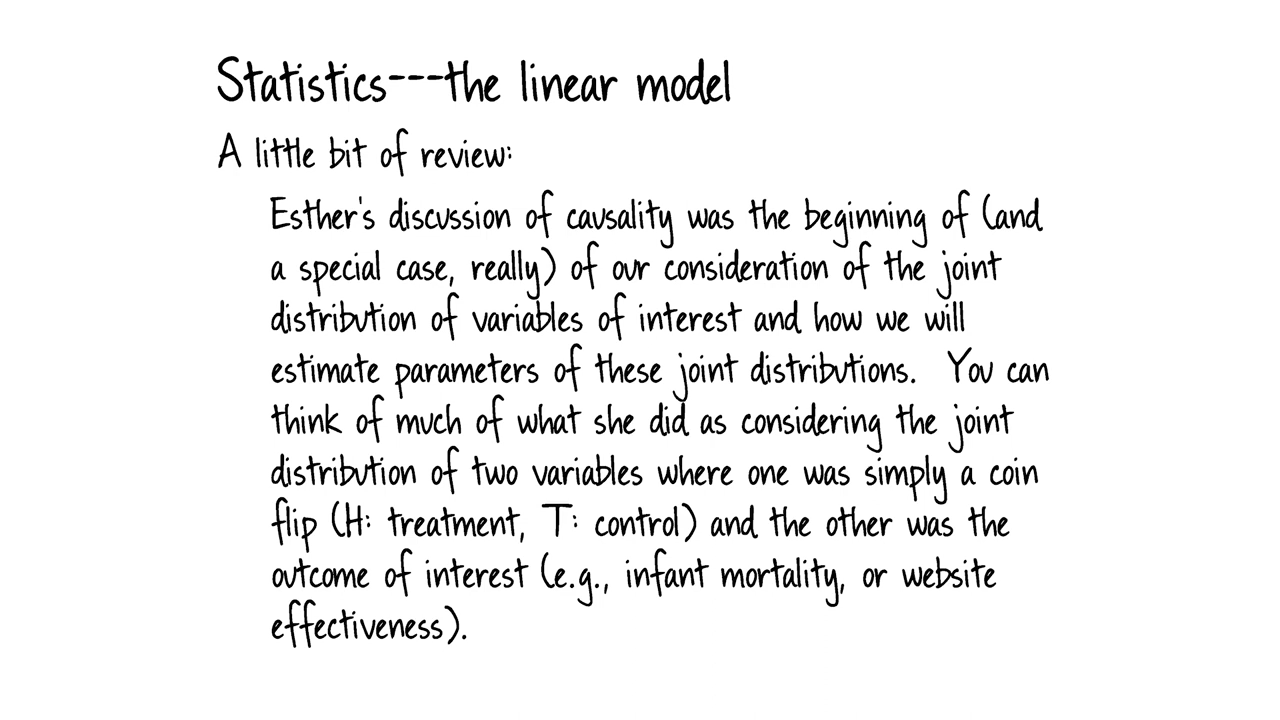 Statistics---the linear model
A little bit of review:
Esther's discussion of causality was the beginning of (and
a special case, really) of our consideration of the joint
distribution of variables of interest and how we will
estimate parameters of these joint distributions. You can
think of much of what she did as considering the joint
distribution of two variables where one was simply a coin
flip (H: treatment, T: control) and the other was the
outcome of interest (e.g., infant mortality, or website
effectiveness).